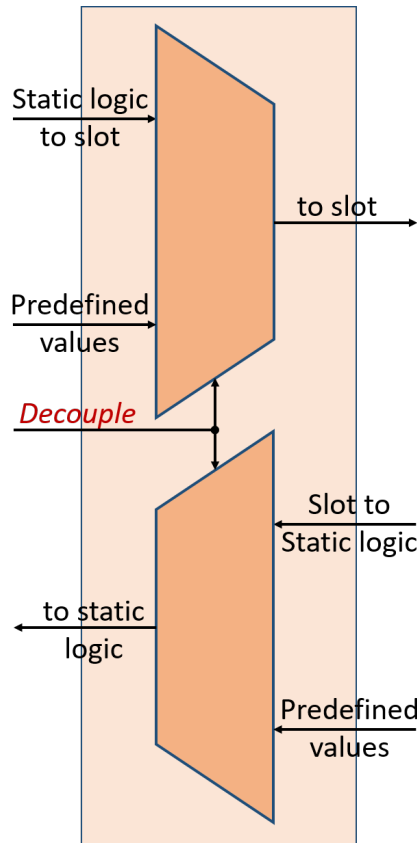 Static logic
to slot
to slot
Predefined
values
Decouple
Slot to
Static logic
to static
logic
Predefined
values